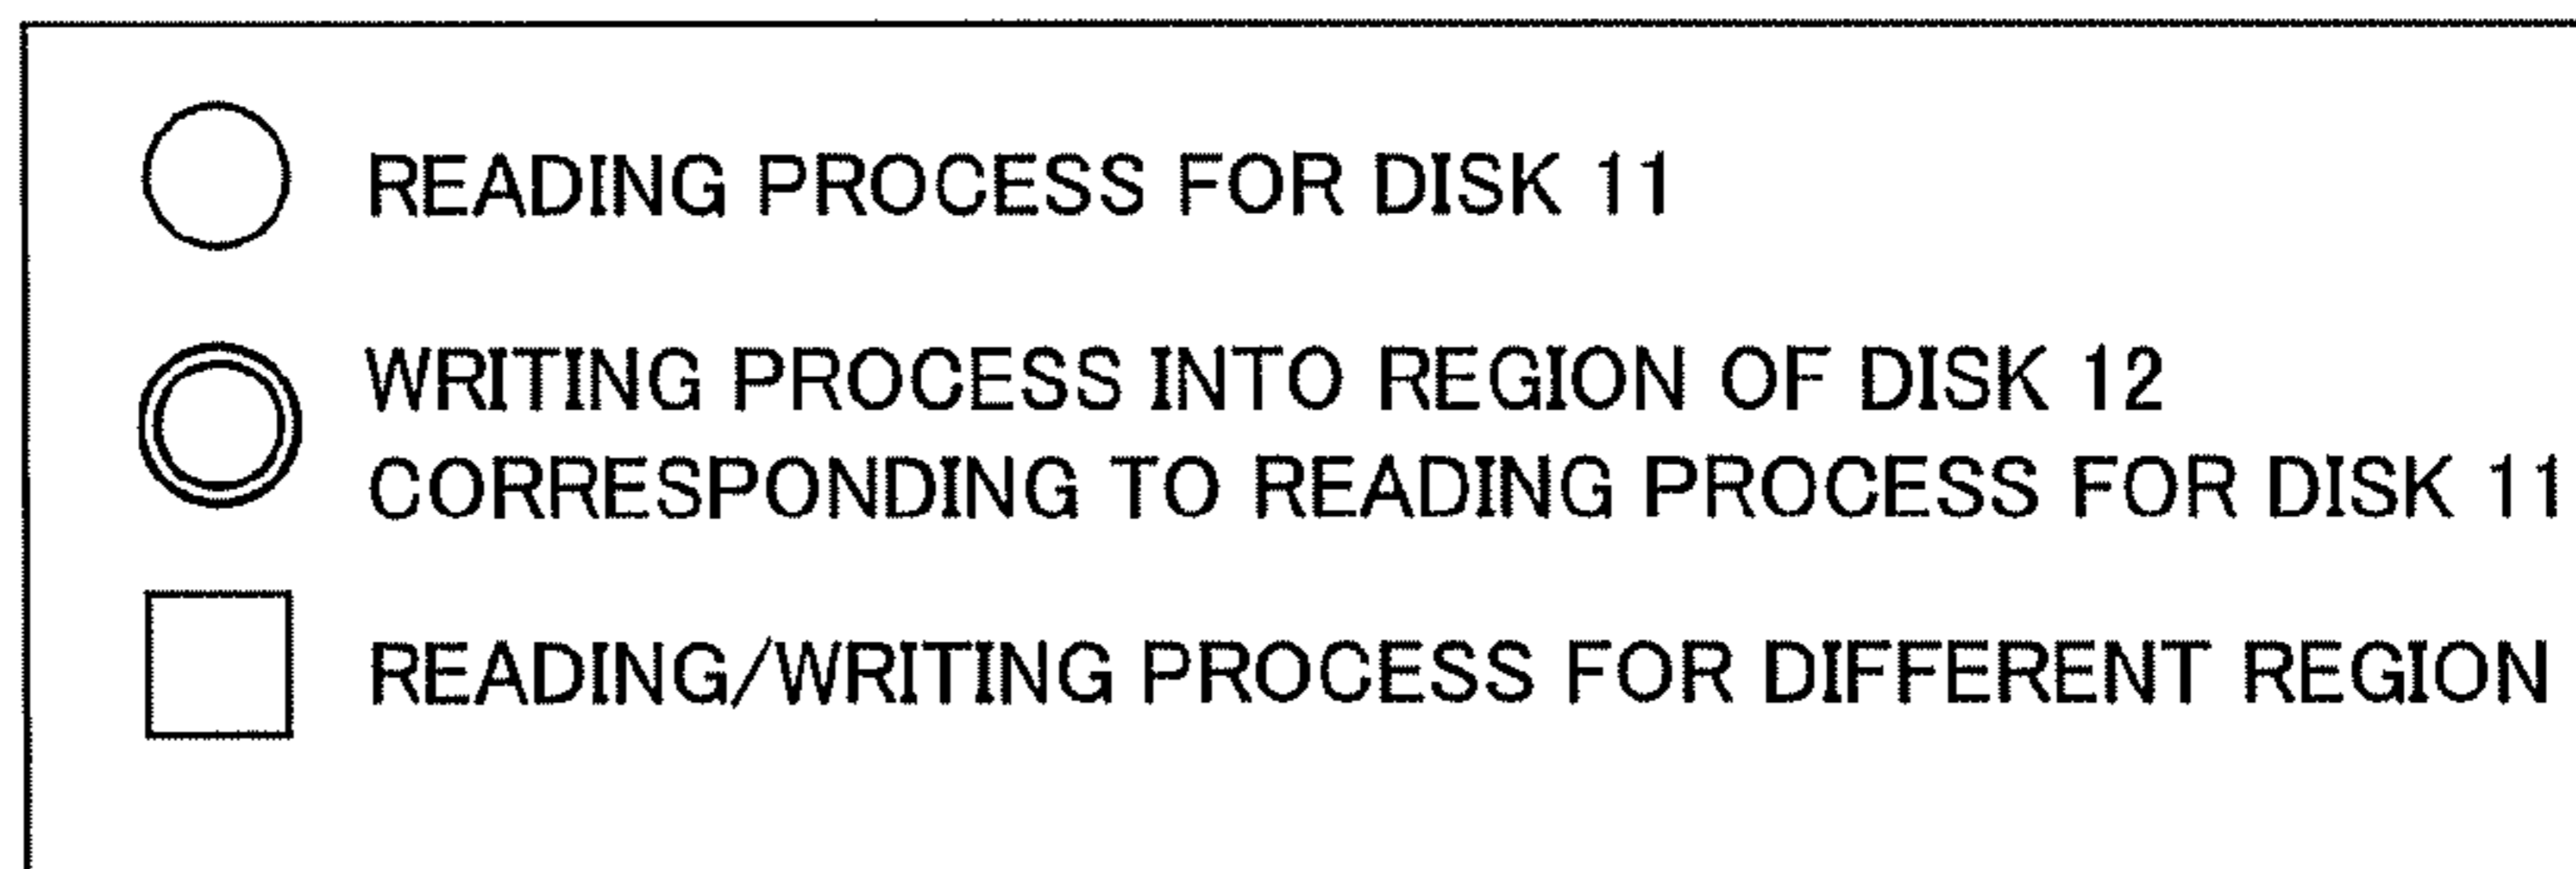 READING PROCESS FOR DISK 11
WRITING PROCESS INTO REGION OF DISK 12
CORRESPONDING TO READING PROCESS FOR DISK 11
READING/WRITING PROCESS FOR DIFFERENT REGION